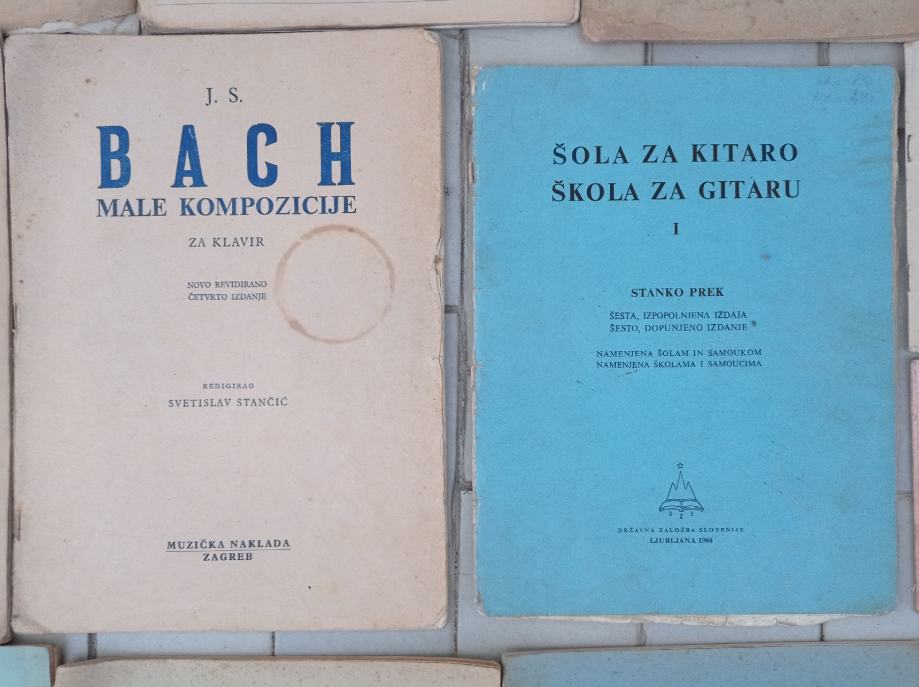 J. S.
BACH
MALE KOMPOZICIJE
ZA KLAVIR
NOVO REVIDIRANO
ČETVRTO IZDANJE
REDIGIRAO
SVETISLAV STANČIĆ
MUZIČKA NAKLADA
ZAGREB
ŠOLA ZA KITARO
ŠKOLA ZA GITARU
I
STANKO PREK
ŠESTA, IZPOPOLNJENA IZDAJA
ŠESTO, DOPUNJENO IZDANJE
NAMENJENA ŠOLAM IN SAMOUKOM
NAMENJENA ŠKOLAMA I SAMOUCIMA
D Z S
DRŽAVNA ZALOŽBA SLOVENIJE
LJUBLJANA 1966